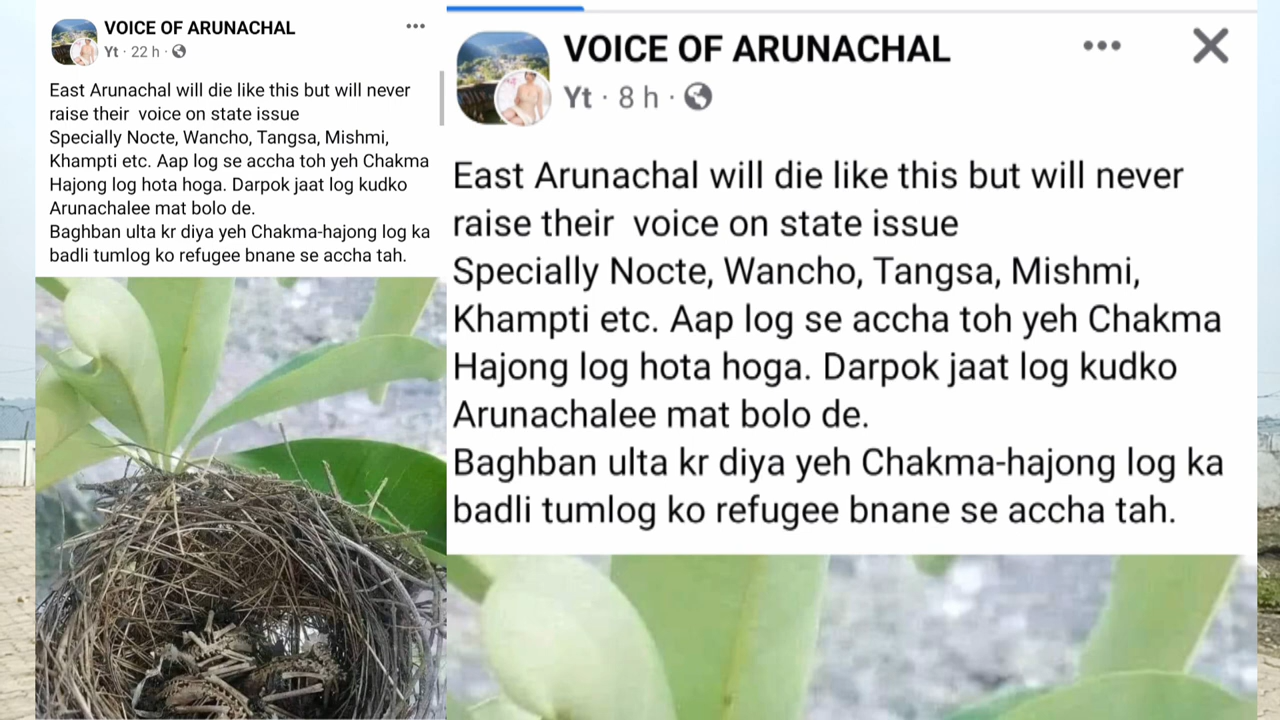 VOICE OF ARUNACHAL
Yt · 22 h ·
East Arunachal will die like this but will never
raise their  voice on state issue
Specially Nocte, Wancho, Tangsa, Mishmi,
Khampti etc. Aap log se accha toh yeh Chakma
Hajong log hota hoga. Darpok jaat log kudko
Arunachalee mat bolo de.
Baghban ulta kr diya yeh Chakma-hajong log ka
badli tumlog ko refugee bnane se accha tah.
VOICE OF ARUNACHAL
Yt · 8 h ·
East Arunachal will die like this but will never
raise their  voice on state issue
Specially Nocte, Wancho, Tangsa, Mishmi,
Khampti etc. Aap log se accha toh yeh Chakma
Hajong log hota hoga. Darpok jaat log kudko
Arunachalee mat bolo de.
Baghban ulta kr diya yeh Chakma-hajong log ka
badli tumlog ko refugee bnane se accha tah.